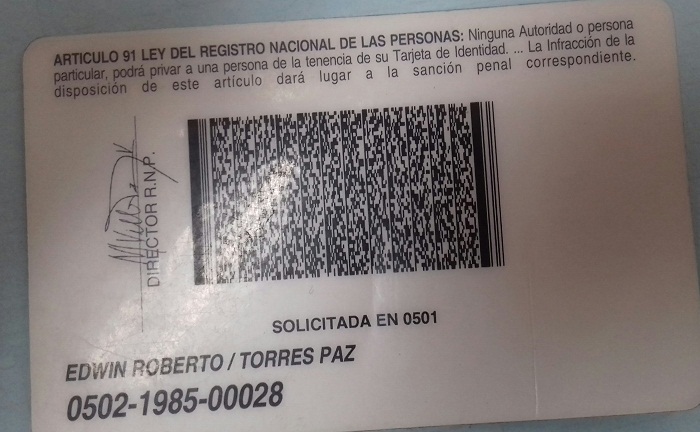 ARTICULO 91 LEY DEL REGISTRO NACIONAL DE LAS PERSONAS: Ninguna Autoridad o persona
particular, podrá privar a una persona de la tenencia de su Tarjeta de Identidad. ... La Infracción de la
disposición de este artículo dará lugar a la sanción penal correspondiente.
DIRECTOR R.N.P.
SOLICITADA EN 0501
EDWIN ROBERTO / TORRES PAZ
0502-1985-00028